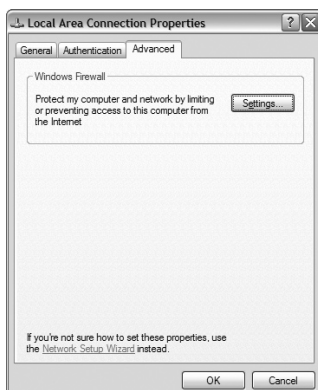 Local Area Connection Properties
General Authentication Advanced
Windows Firewall
Protect my computer and network by limiting
or preventing access to this computer from
the Internet
Settings...
If you're not sure how to set these properties, use
the Network Setup Wizard instead.
OK Cancel